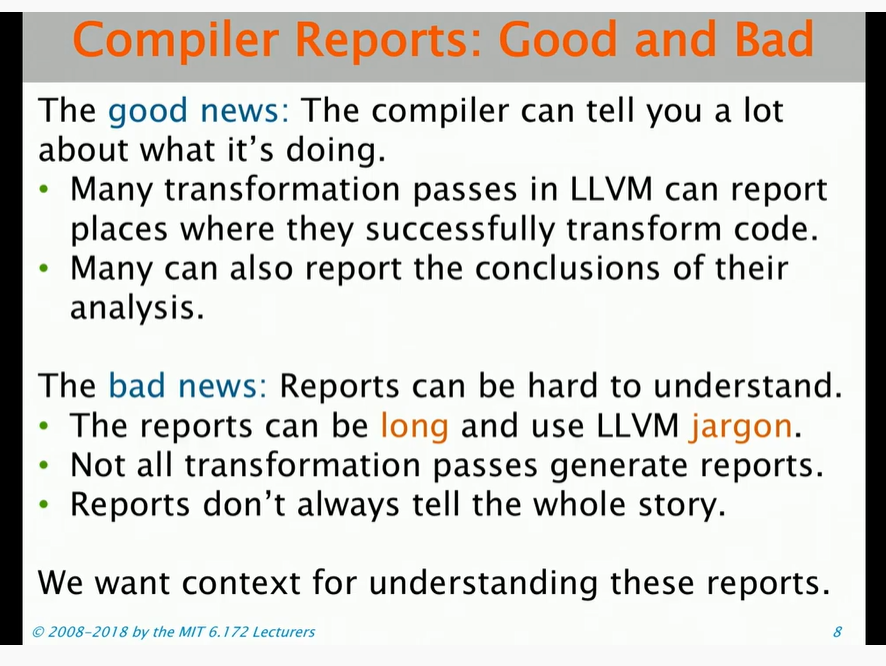 Compiler Reports: Good and Bad
The good news: The compiler can tell you a lot
about what it’s doing.
• Many transformation passes in LLVM can report
places where they successfully transform code.
• Many can also report the conclusions of their
analysis.
The bad news: Reports can be hard to understand.
• The reports can be long and use LLVM jargon.
• Not all transformation passes generate reports.
• Reports don’t always tell the whole story.
We want context for understanding these reports.
© 2008–2018 by the MIT 6.172 Lecturers 8